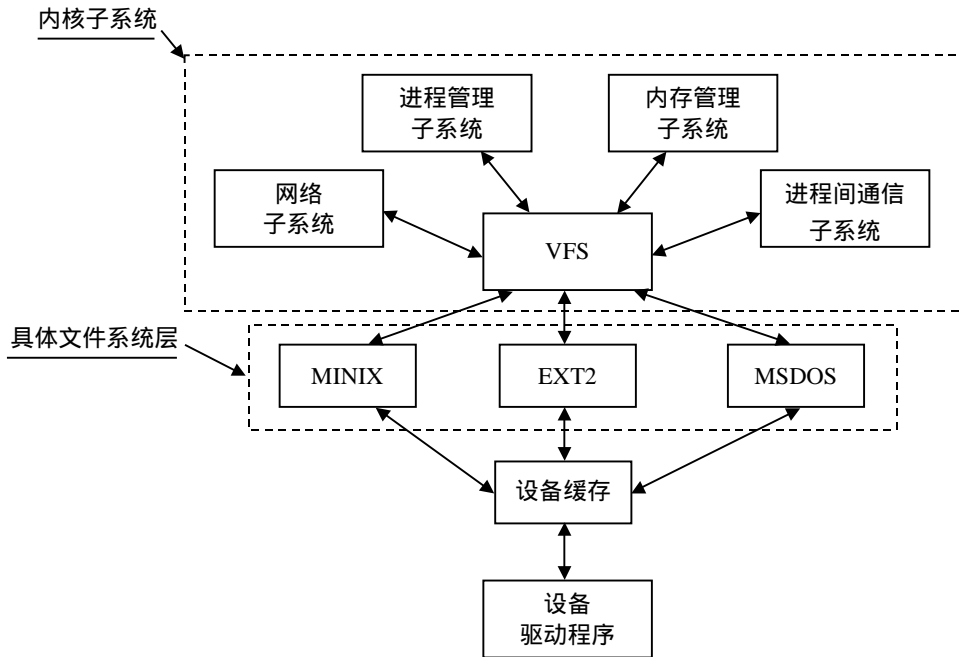 内核子系统
进程管理
子系统
内存管理
子系统
网络
子系统
进程间通信
子系统
VFS
具体文件系统层
MINIX
EXT2
MSDOS
设备缓存
设备
驱动程序